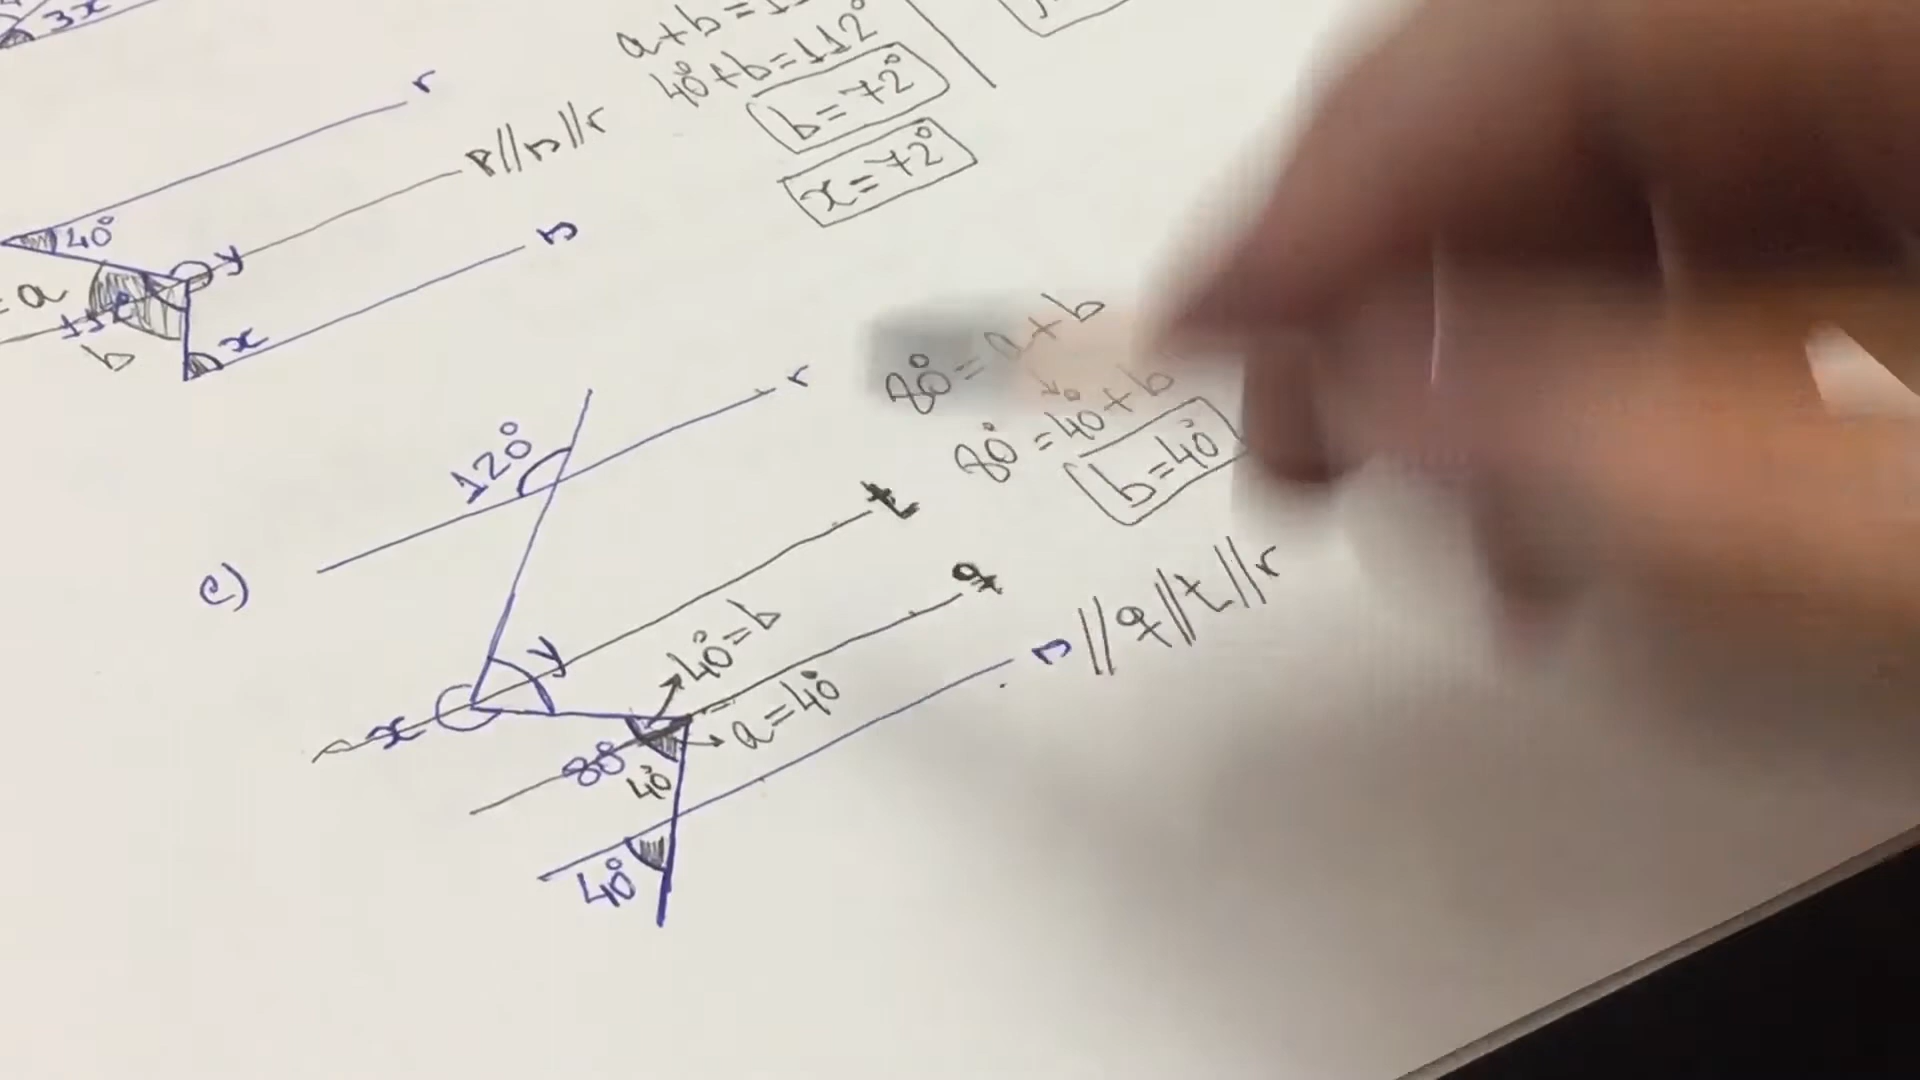 3x
40° + b = 112°
b = 72°
x = 72°
r
p // s // r
s
40°
y
a
b
x
80° = a + b
80° = 40° + b
b = 40°
e)
120°
r
t
q
s // q // t // r
y
40° = b
a = 40°
x
80°
40°
40°